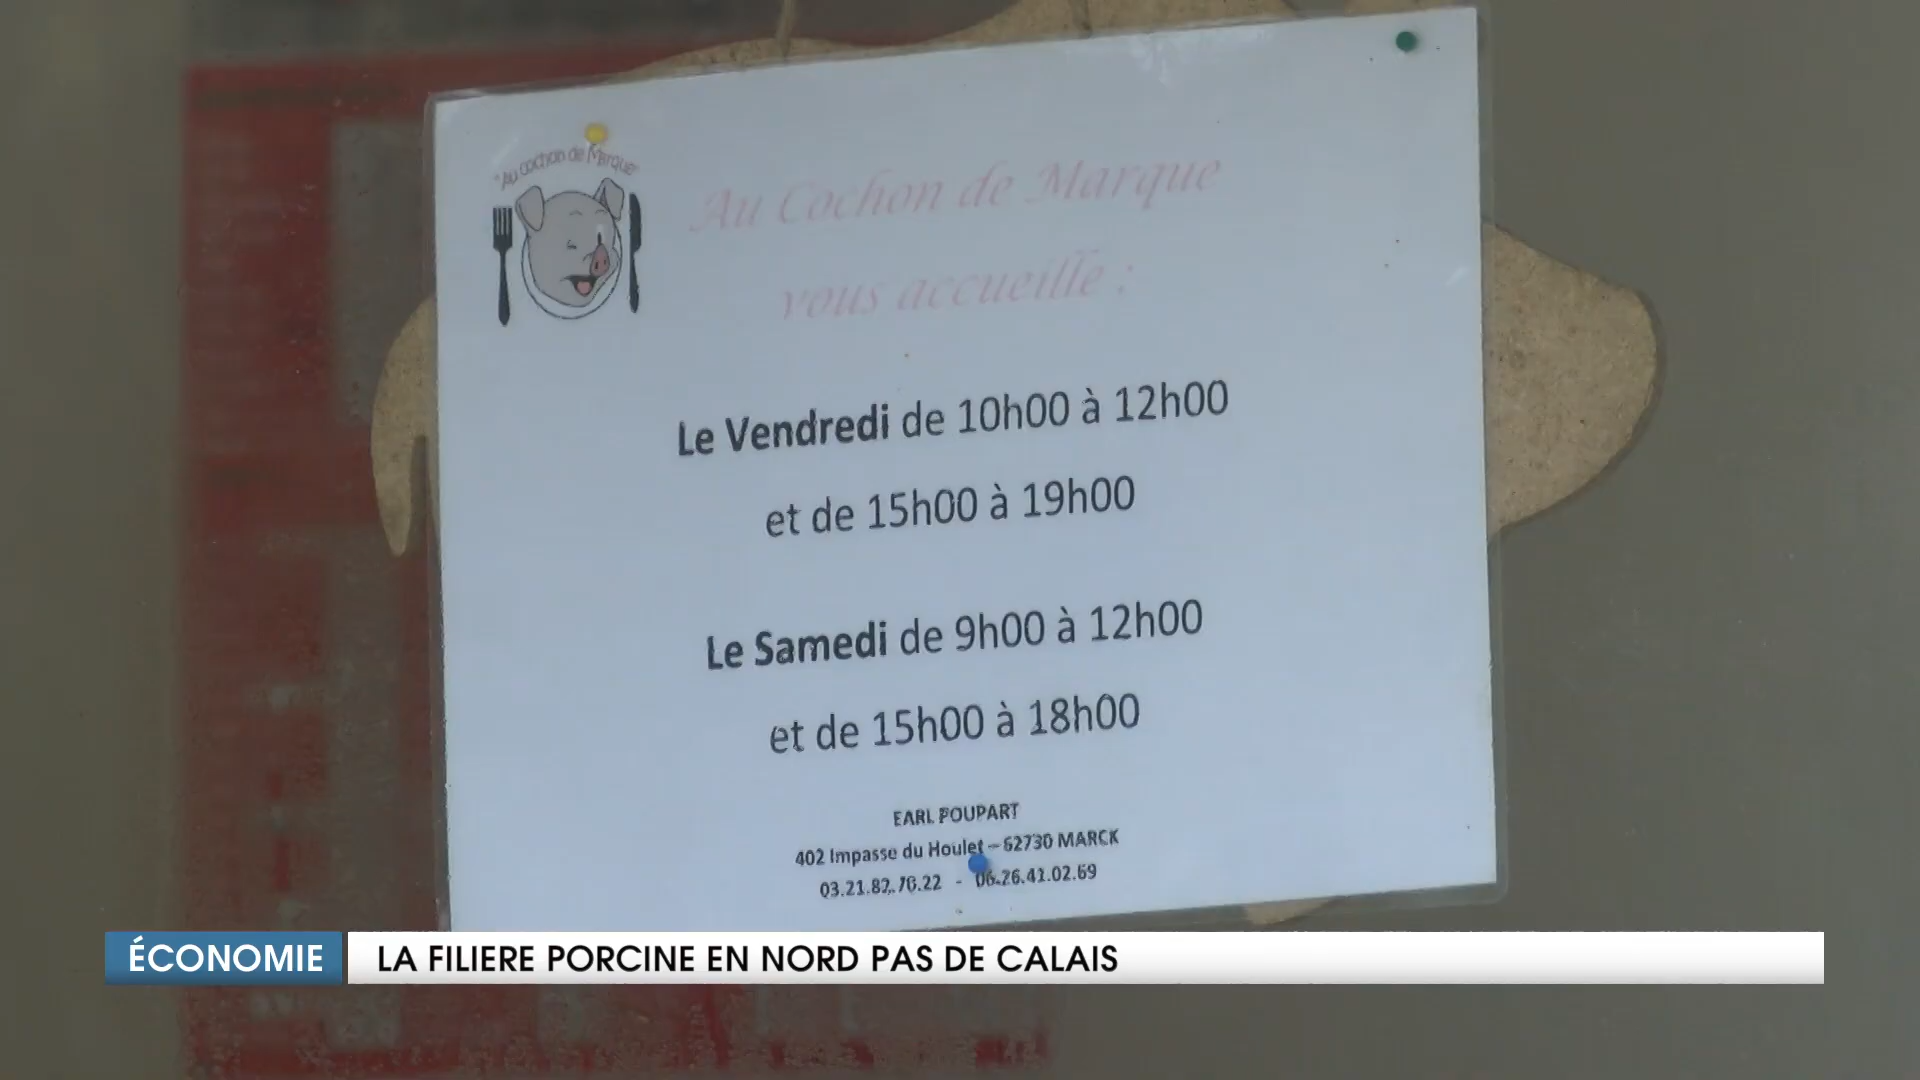 "Au cochon de Marque"
Au Cochon de Marque
vous accueille :
Le Vendredi de 10h00 à 12h00
et de 15h00 à 19h00
Le Samedi de 9h00 à 12h00
et de 15h00 à 18h00
EARL POUPART
402 Impasse du Houlet – 62730 MARCK
03.21.82.76.22 - 06.26.41.02.69
ÉCONOMIE LA FILIERE PORCINE EN NORD PAS DE CALAIS